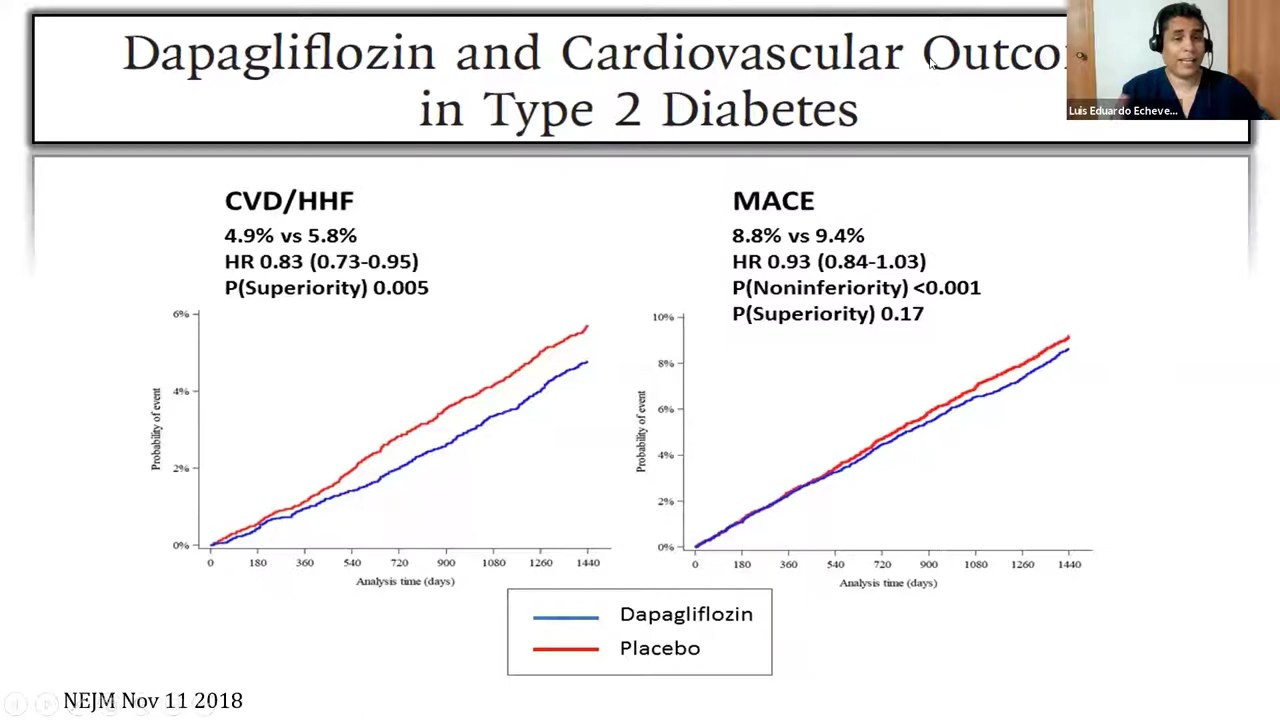 Dapagliflozin and Cardiovascular
in Type 2 Diabetes
Luis Eduardo Echeve...
CVD/HHF
4.9% vs 5.8%
HR 0.83 (0.73-0.95)
P(Superiority) 0.005
MACE
8.8% vs 9.4%
HR 0.93 (0.84-1.03)
P(Noninferiority) <0.001
P(Superiority) 0.17
6%
4%
2%
0%
Probability of event
0 180 360 540 720 900 1080 1260 1440
Analysis time (days)
10%
8%
6%
4%
2%
0%
Probability of event
0 180 360 540 720 900 1080 1260 1440
Analysis time (days)
Dapagliflozin
Placebo
NEJM Nov 11 2018